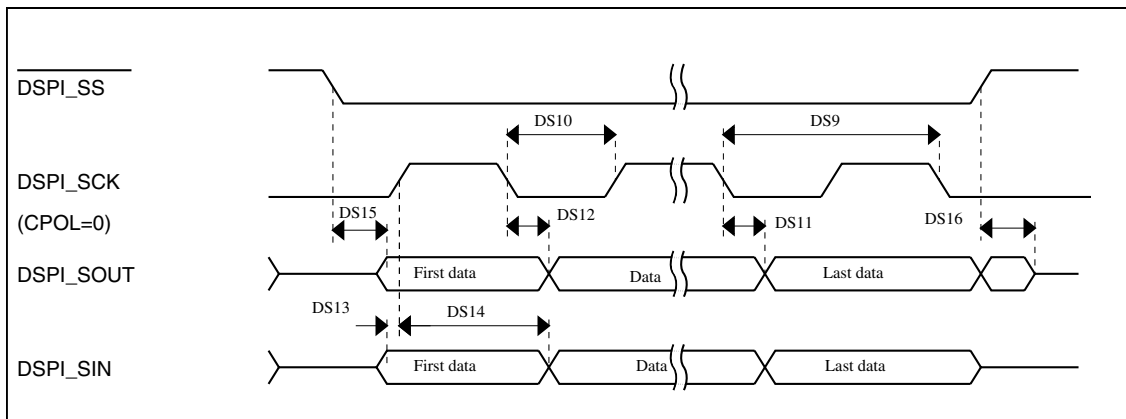 DSPI_SS
DS10
DS9
DSPI_SCK
(CPOL=0)
DS15
DS12
DS11
DS16
DSPI_SOUT
First data
Data
Last data
DS13
DS14
DSPI_SIN
First data
Data
Last data